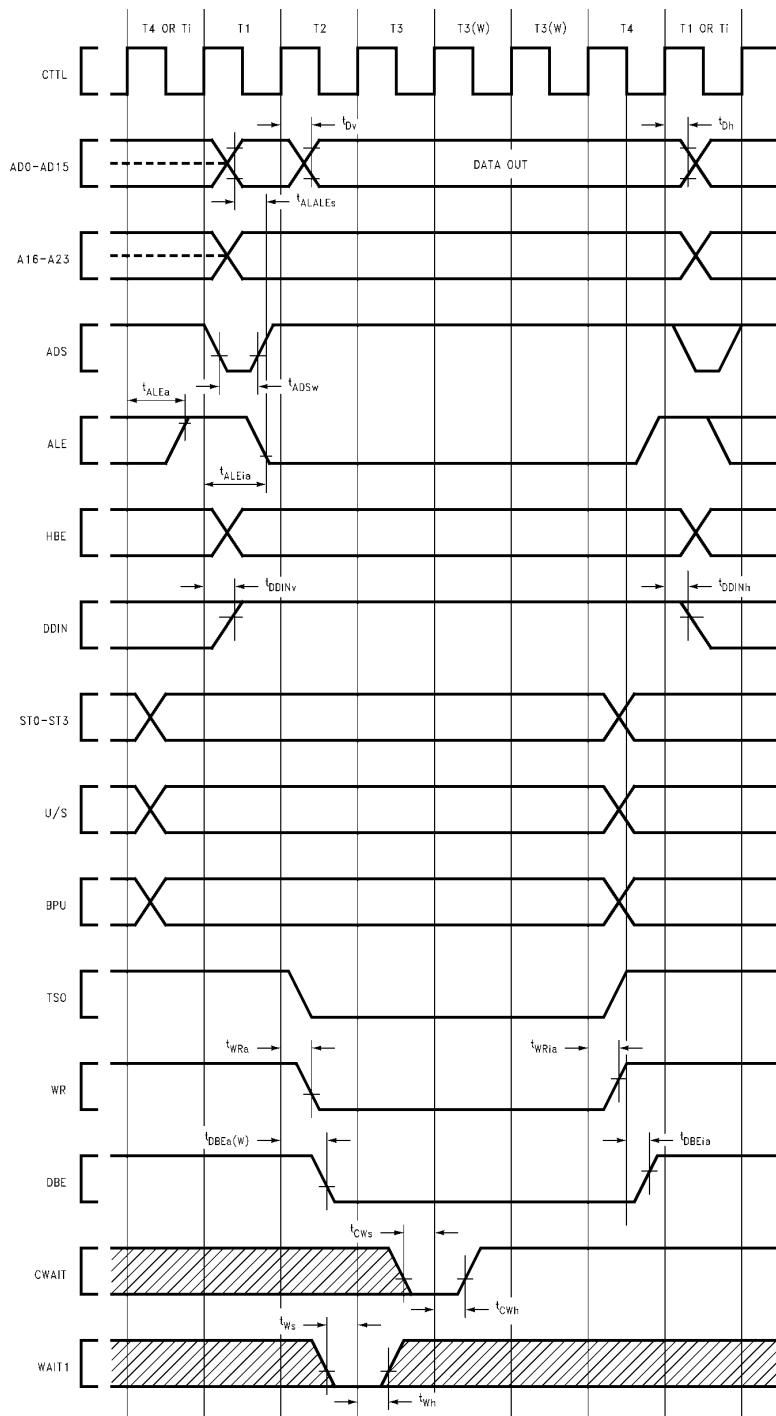 T4 OR Ti T1 T2 T3 T3(W) T3(W) T4 T1 OR Ti
CTTL
tDv tDh
AD0-AD15 DATA OUT
tALALEs
A16-A23
ADS
tALEa tADSw
ALE
tALEia
HBE
tDDINv tDDINh
DDIN
ST0-ST3
U/S
BPU
TSO
tWRa tWRia
WR
tDBEa(W) tDBEia
DBE
tCWs
CWAIT
tCWh
tWs
WAIT1
tWh